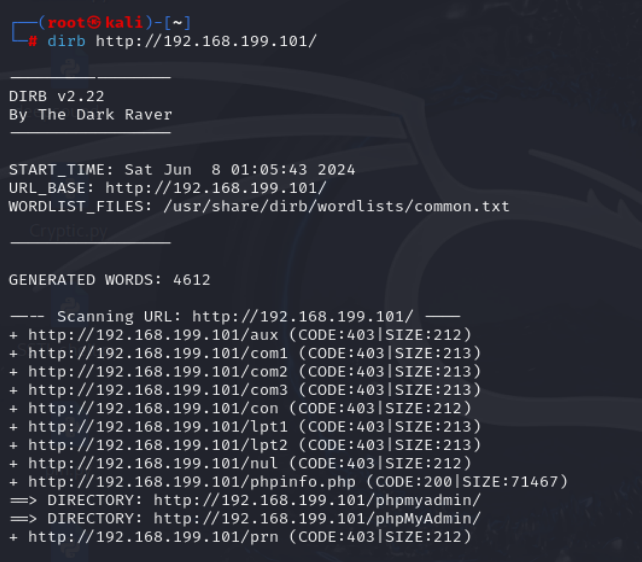 ┌──(root㉿kali)-[~]
└─# dirb http://192.168.199.101/
-----------------
DIRB v2.22
By The Dark Raver
-----------------
START_TIME: Sat Jun  8 01:05:43 2024
URL_BASE: http://192.168.199.101/
WORDLIST_FILES: /usr/share/dirb/wordlists/common.txt
-----------------
Cryptic.py
GENERATED WORDS: 4612
---- Scanning URL: http://192.168.199.101/ ----
+ http://192.168.199.101/aux (CODE:403|SIZE:212)
+ http://192.168.199.101/com1 (CODE:403|SIZE:213)
+ http://192.168.199.101/com2 (CODE:403|SIZE:213)
+ http://192.168.199.101/com3 (CODE:403|SIZE:213)
+ http://192.168.199.101/con (CODE:403|SIZE:212)
+ http://192.168.199.101/lpt1 (CODE:403|SIZE:213)
+ http://192.168.199.101/lpt2 (CODE:403|SIZE:213)
+ http://192.168.199.101/nul (CODE:403|SIZE:212)
+ http://192.168.199.101/phpinfo.php (CODE:200|SIZE:71467)
==> DIRECTORY: http://192.168.199.101/phpmyadmin/
==> DIRECTORY: http://192.168.199.101/phpMyAdmin/
+ http://192.168.199.101/prn (CODE:403|SIZE:212)